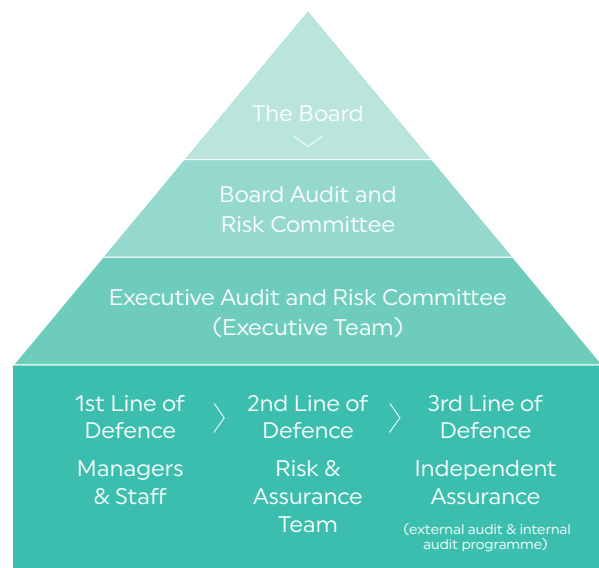 The Board
Board Audit and
Risk Committee
Executive Audit and Risk Committee
(Executive Team)
1st Line of
Defence
Managers
& Staff
2nd Line of
Defence
Risk &
Assurance
Team
3rd Line of
Defence
Independent
Assurance
(external audit & internal
audit programme)